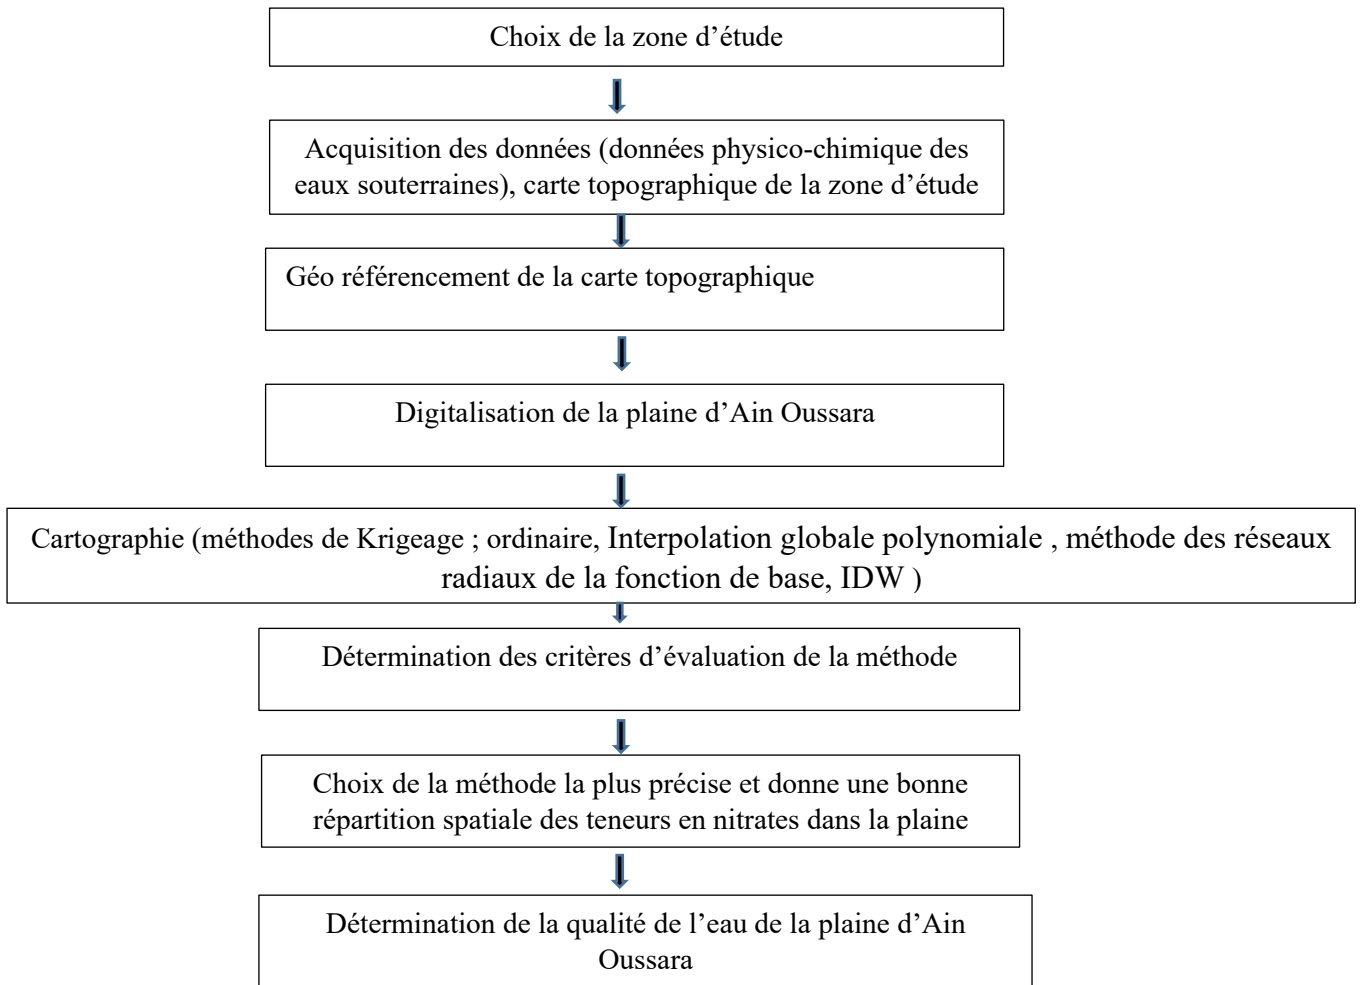 Choix de la zone d’étude
Acquisition des données (données physico-chimique des
eaux souterraines), carte topographique de la zone d’étude
Géo référencement de la carte topographique
Digitalisation de la plaine d’Ain Oussara
Cartographie (méthodes de Krigeage ; ordinaire, Interpolation globale polynomiale , méthode des réseaux
radiaux de la fonction de base, IDW )
Détermination des critères d’évaluation de la méthode
Choix de la méthode la plus précise et donne une bonne
répartition spatiale des teneurs en nitrates dans la plaine
Détermination de la qualité de l’eau de la plaine d’Ain
Oussara